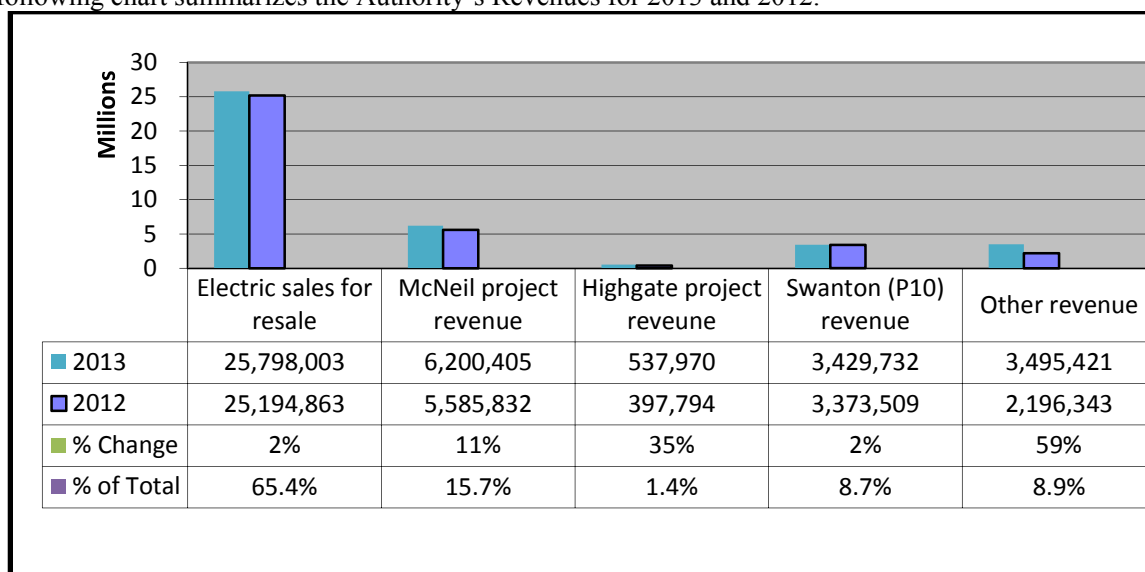 following chart summarizes the Authority's Revenues for 2013 and 2012.
Millions
30
25
20
15
10
5
0
Electric sales for resale McNeil project revenue Highgate project reveune Swanton (P10) revenue Other revenue
2013 25,798,003 6,200,405 537,970 3,429,732 3,495,421
2012 25,194,863 5,585,832 397,794 3,373,509 2,196,343
% Change 2% 11% 35% 2% 59%
% of Total 65.4% 15.7% 1.4% 8.7% 8.9%